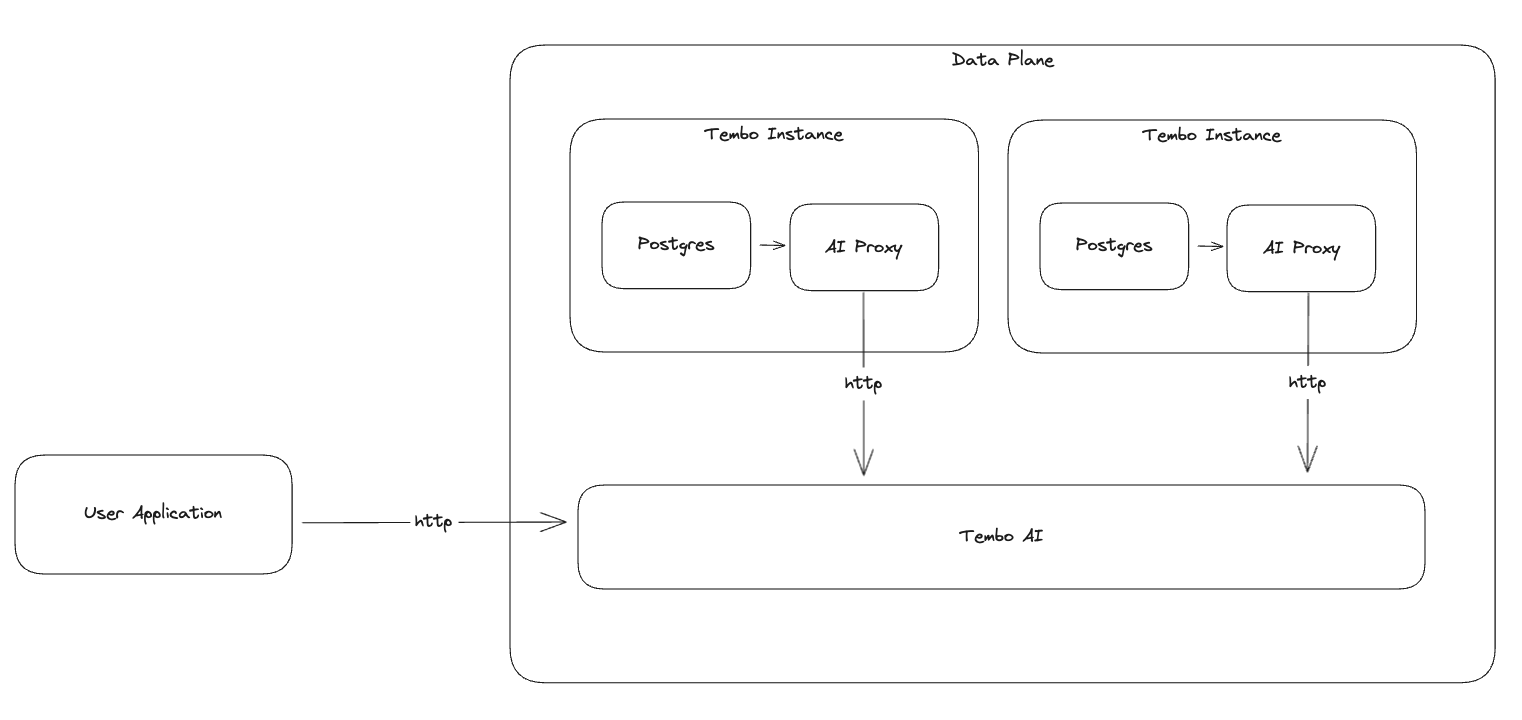 Data Plane
Tembo Instance
Tembo Instance
Postgres
AI Proxy
Postgres
AI Proxy
http
http
User Application
http
Tembo AI